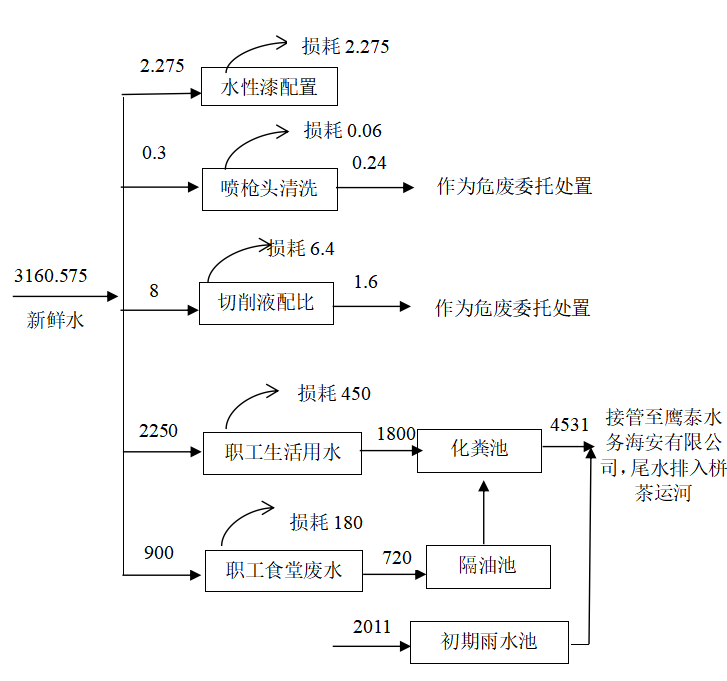 损耗 2.275
2.275
水性漆配置
损耗 0.06
0.3
0.24
喷枪头清洗
作为危废委托处置
损耗 6.4
3160.575
8
1.6
新鲜水
切削液配比
作为危废委托处置
损耗 450
2250
1800
4531
职工生活用水
化粪池
接管至鹰泰水
务海安有限公
司，尾水排入栟
茶运河
损耗 180
900
720
职工食堂废水
隔油池
2011
初期雨水池